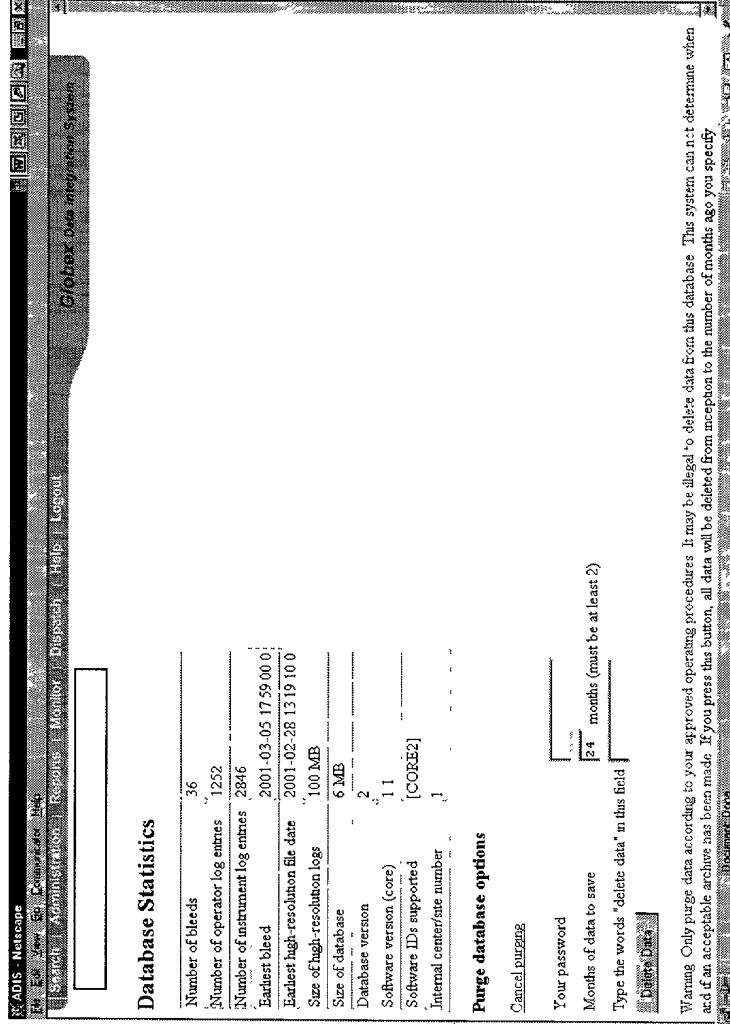 ADIS - Netscape
File Edit View Go Communicator Help
Search | Administration | Reports | Monitor | Dispatch | Help | Logout
Globex Data Integration System
Database Statistics
Number of bleeds 36
Number of operator log entries 1252
Number of instrument log entries 2846
Earliest bleed 2001-03-05 17 59 00 0
Earliest high-resolution file date 2001-02-28 13 19 10 0
Size of high-resolution logs 100 MB
Size of database 6 MB
Database version 2
Software version (core) 1 1
Software IDs supported [CORE2]
Internal center/site number 1
Purge database options
Cancel purging
Your password
Months of data to save 24 months (must be at least 2)
Type the words "delete data" in this field
Delete Data
Warning Only purge data according to your approved operating procedures It may be illegal to delete data from this database This system can not determine when
and if an acceptable archive has been made If you press this button, all data will be deleted from inception to the number of months ago you specify
Document Done